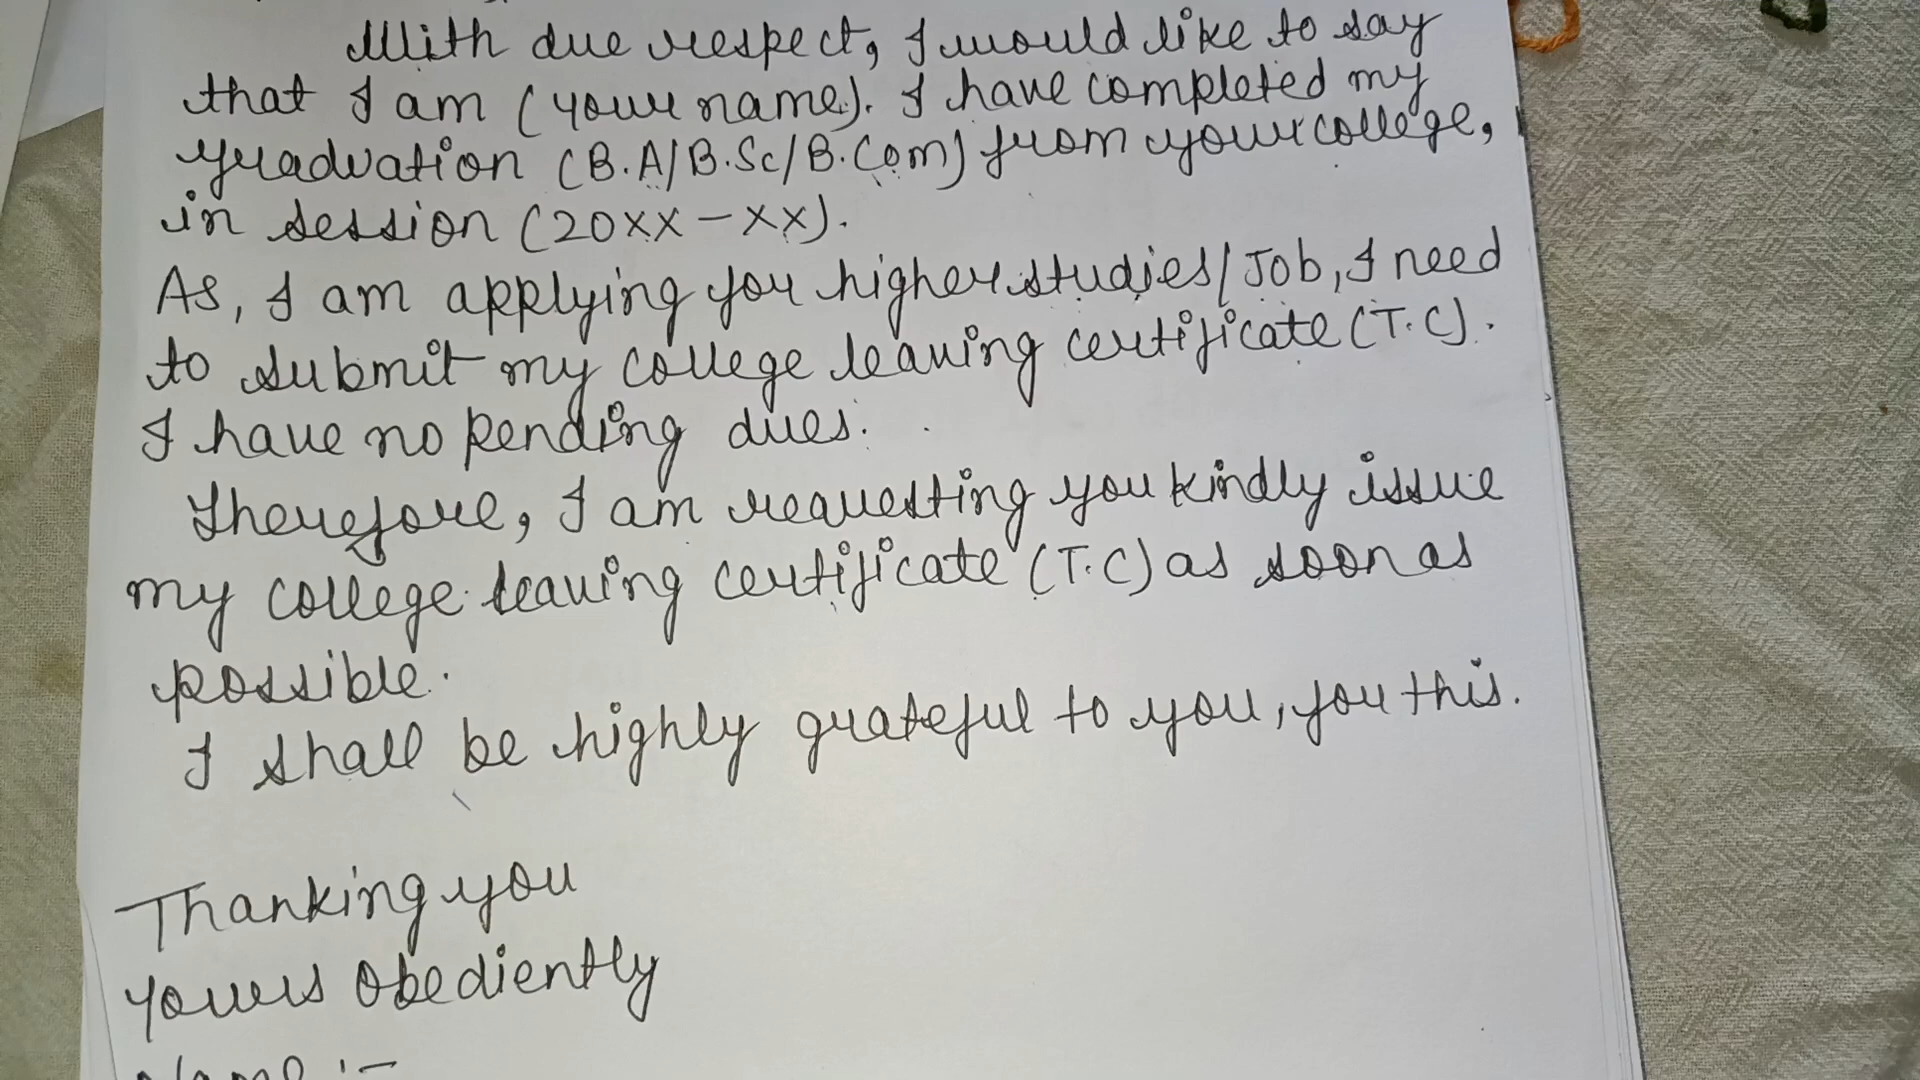 With due respect, I would like to say
that I am (your name). I have completed my
graduation (B.A/B.Sc/B.Com) from your college,
in session (20xx-xx).
As, I am applying for higher studies/Job, I need
to submit my college leaving certificate (T.C).
I have no pending dues.
Therefore, I am requesting you kindly issue
my college leaving certificate (T.C) as soon as
possible.
I shall be highly grateful to you, for this.
Thanking you
Yours Obediently
Name :-